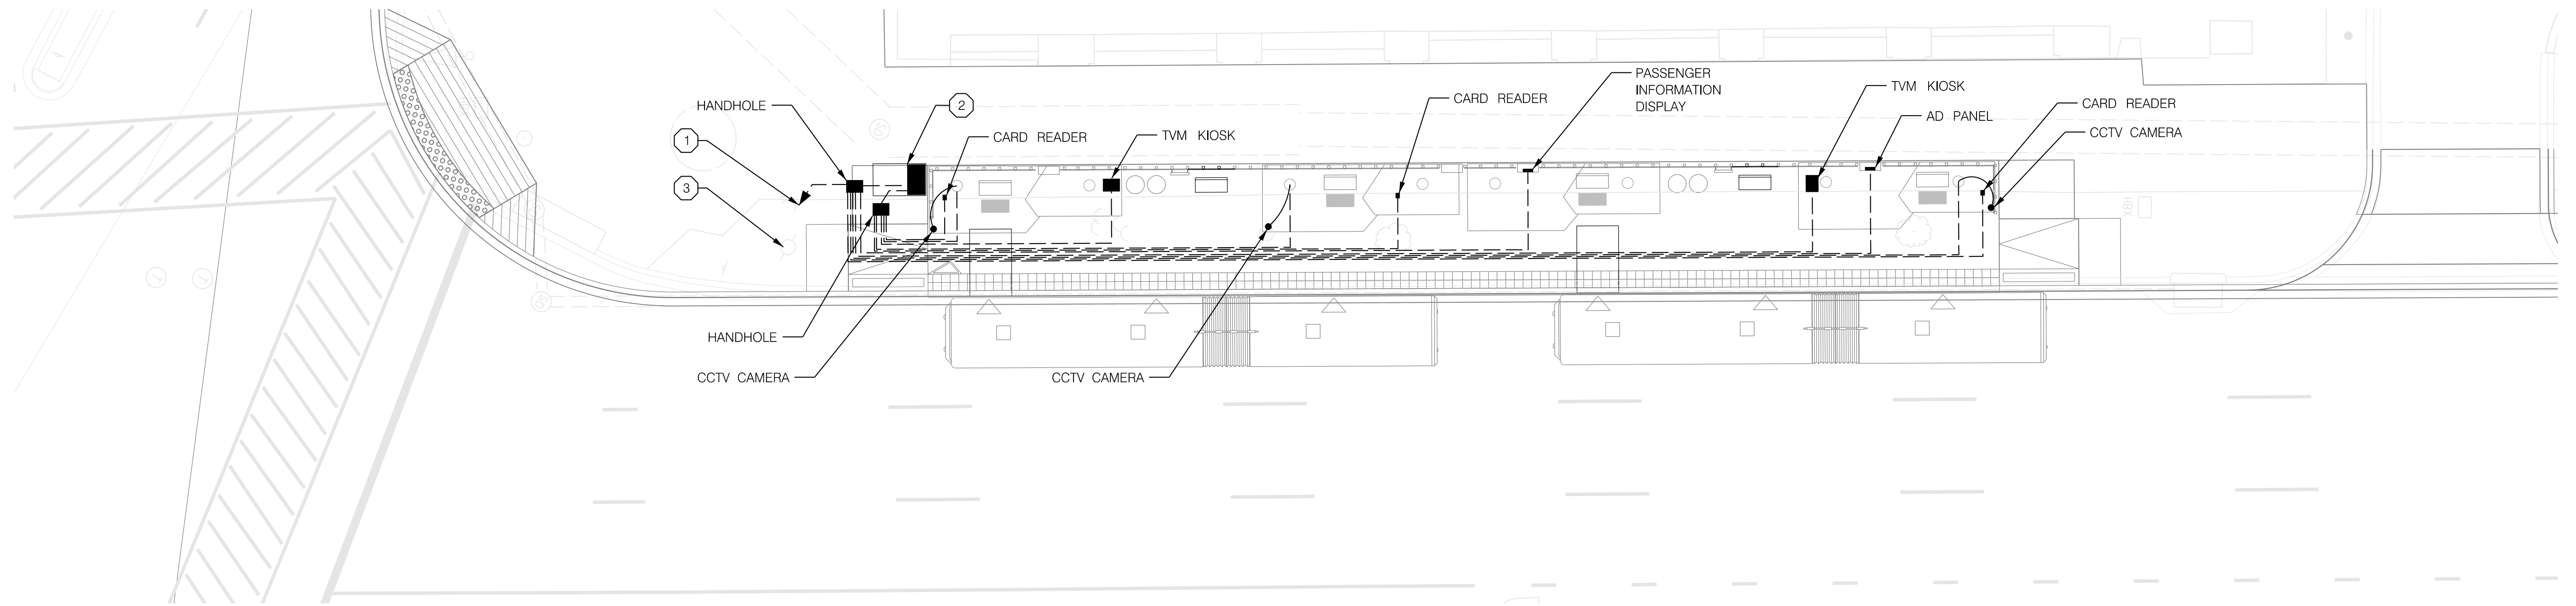 PASSENGER
INFORMATION
DISPLAY
TVM KIOSK
CARD READER
CARD READER
HANDHOLE
2
AD PANEL
CCTV CAMERA
1
CARD READER
TVM KIOSK
3
HANDHOLE
CCTV CAMERA
CCTV CAMERA